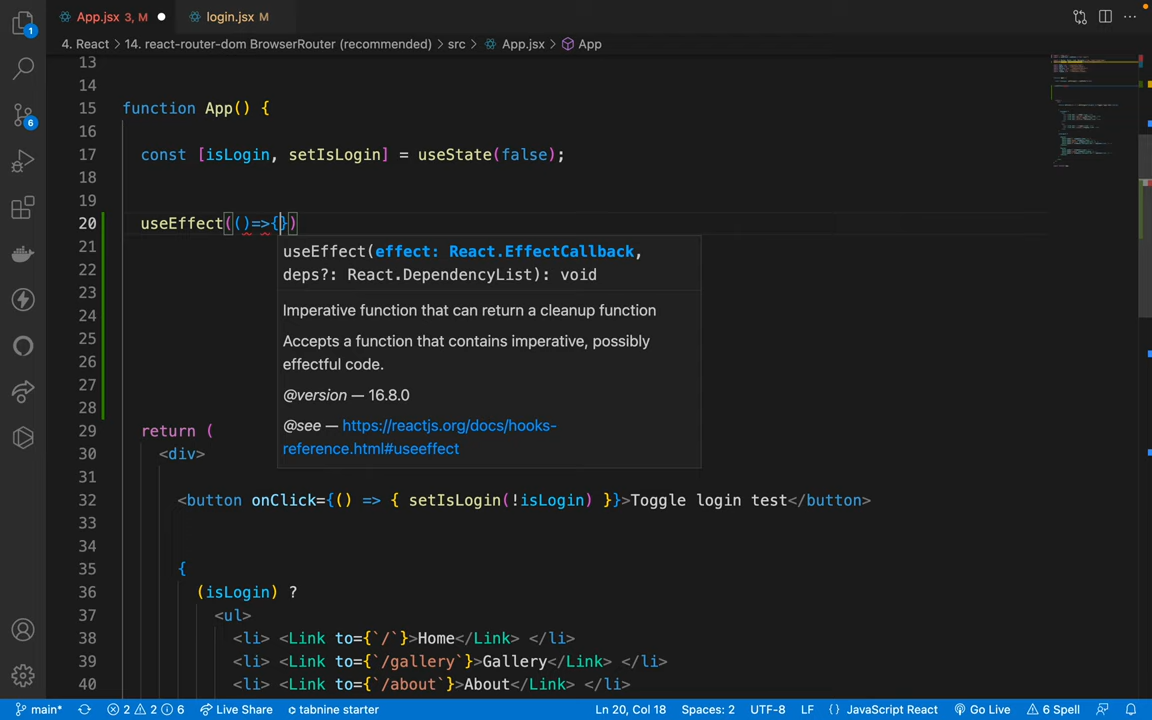 App.jsx 3, M
login.jsx M
4. React > 14. react-router-dom BrowserRouter (recommended) > src > App.jsx > App
13
14
15 function App() {
16
17 const [isLogin, setIsLogin] = useState(false);
18
19
20 useEffect(()=>{})
21
22
23
24
25
26
27
28
useEffect(effect: React.EffectCallback,
deps?: React.DependencyList): void
Imperative function that can return a cleanup function
Accepts a function that contains imperative, possibly
effectful code.
@version — 16.8.0
@see — https://reactjs.org/docs/hooks-
reference.html#useeffect
29 return (
30 <div>
31
32 <button onClick={() => { setIsLogin(!isLogin) }}>Toggle login test</button>
33
34
35 {
36 (isLogin) ?
37 <ul>
38 <li> <Link to={`/`}>Home</Link> </li>
39 <li> <Link to={`/gallery`}>Gallery</Link> </li>
40 <li> <Link to={`/about`}>About</Link> </li>
1
6
main* 2 2 6 Live Share tabnine starter Ln 20, Col 18 Spaces: 2 UTF-8 LF {} JavaScript React Go Live 6 Spell